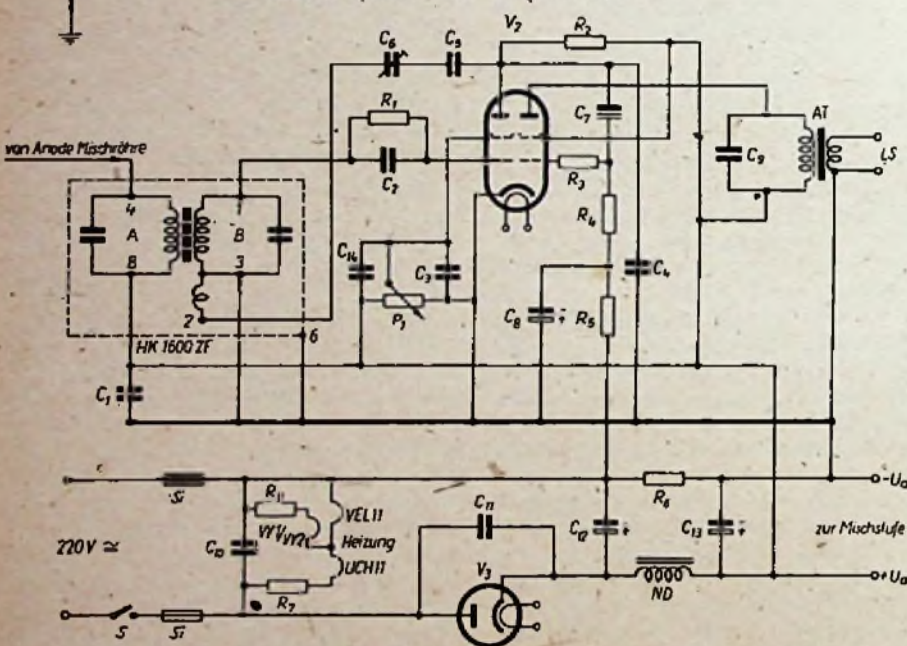 V2
R2
C6
C5
R1
C7
AT
von Anode Mischröhre
C2
R3
C9
LS
4
1
R4
A
B
C14
C3
C4
8
3
P1
C8
R5
2
6
HK 1600 ZF
C1
Si
R11
VEL11
R6
-Ua
VY1/VY2
Heizung
C11
C12
C13
zur Mischstufe
220V ≃
C10
UCH11
V3
R7
ND
+Ua
S
Si